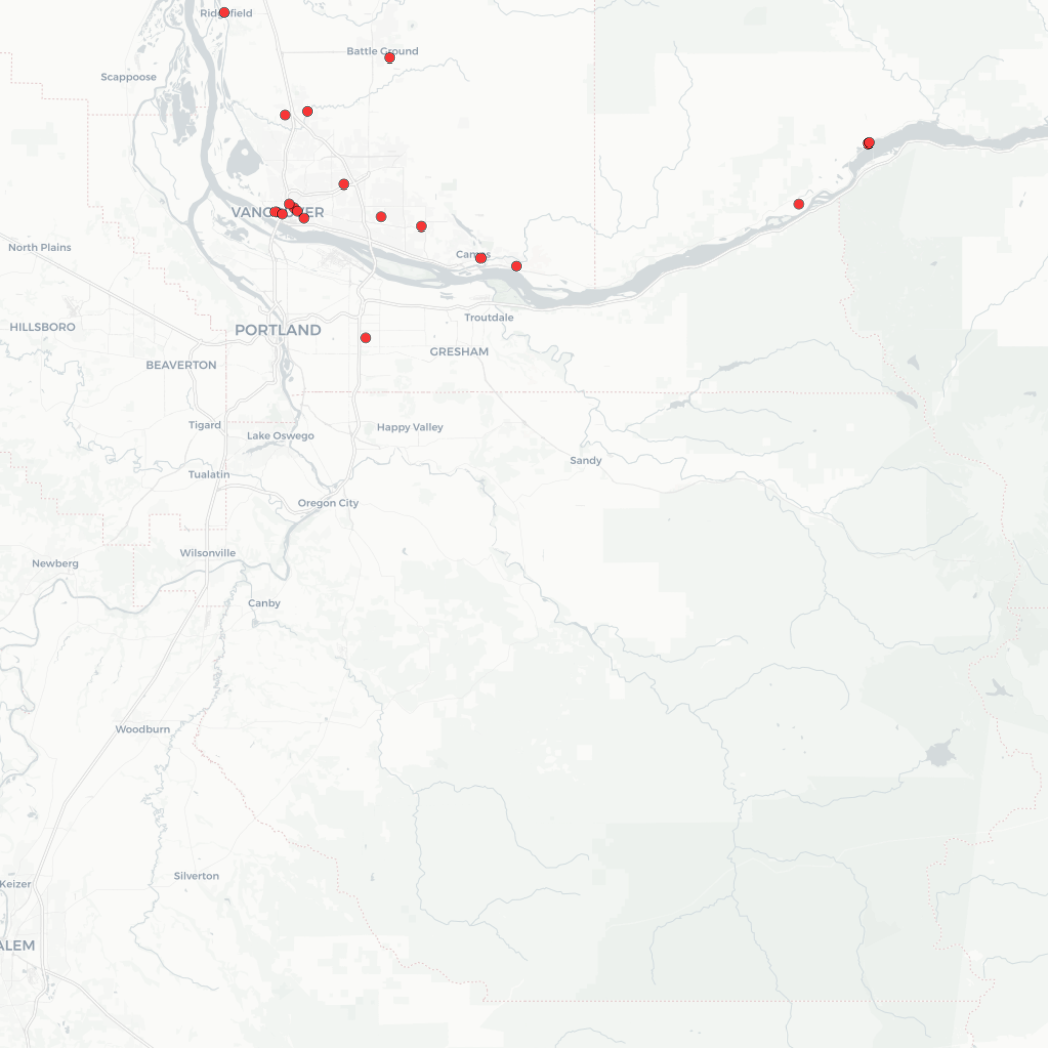 Ridgefield
Battle Ground
Scappoose
VANCOUVER
North Plains
Camas
Troutdale
HILLSBORO
PORTLAND
GRESHAM
BEAVERTON
Tigard
Lake Oswego
Happy Valley
Sandy
Tualatin
Oregon City
Wilsonville
Newberg
Canby
Woodburn
Silverton
Keizer
ALEM